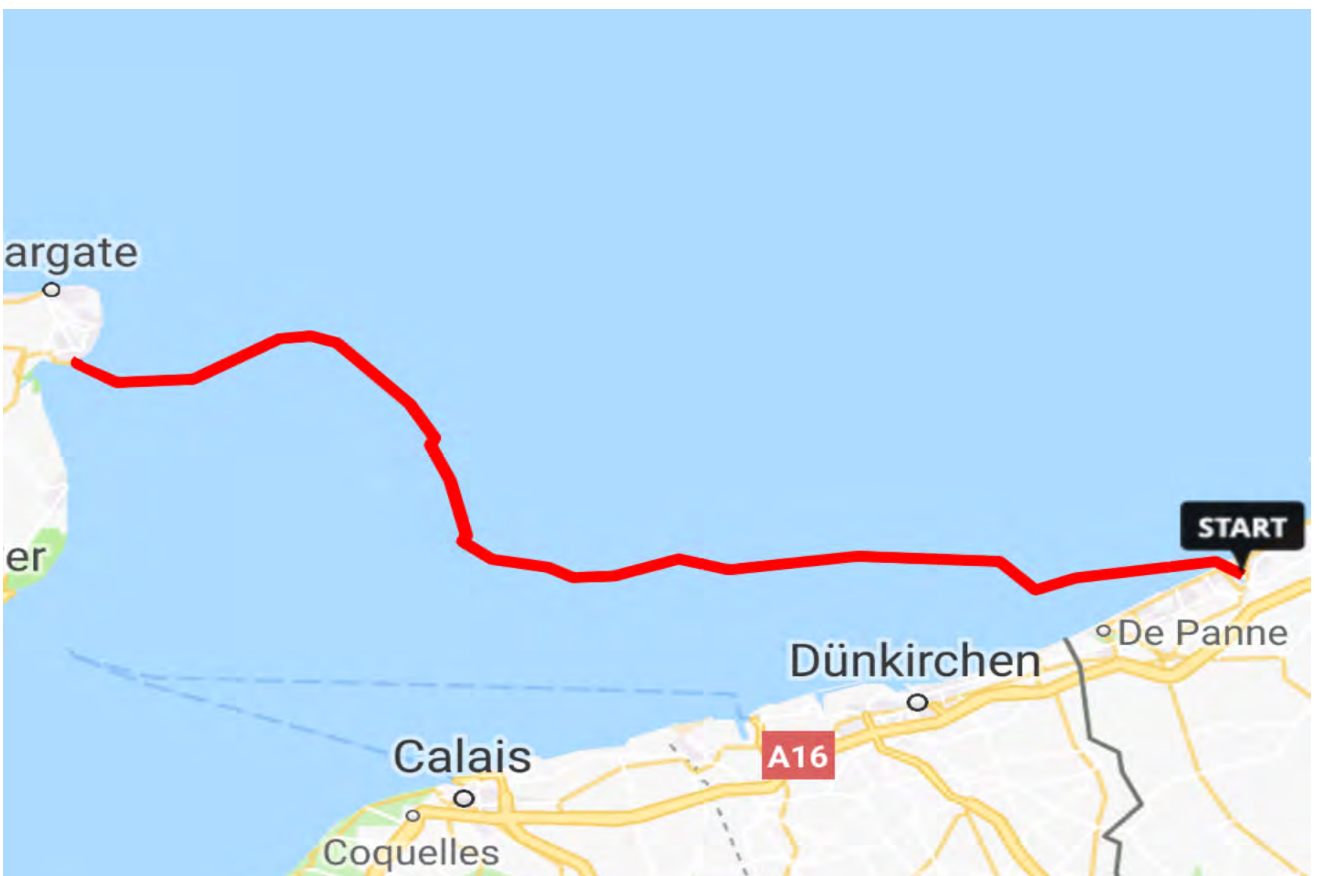 argate
START
er
De Panne
Dünkirchen
Calais
A16
Coquelles